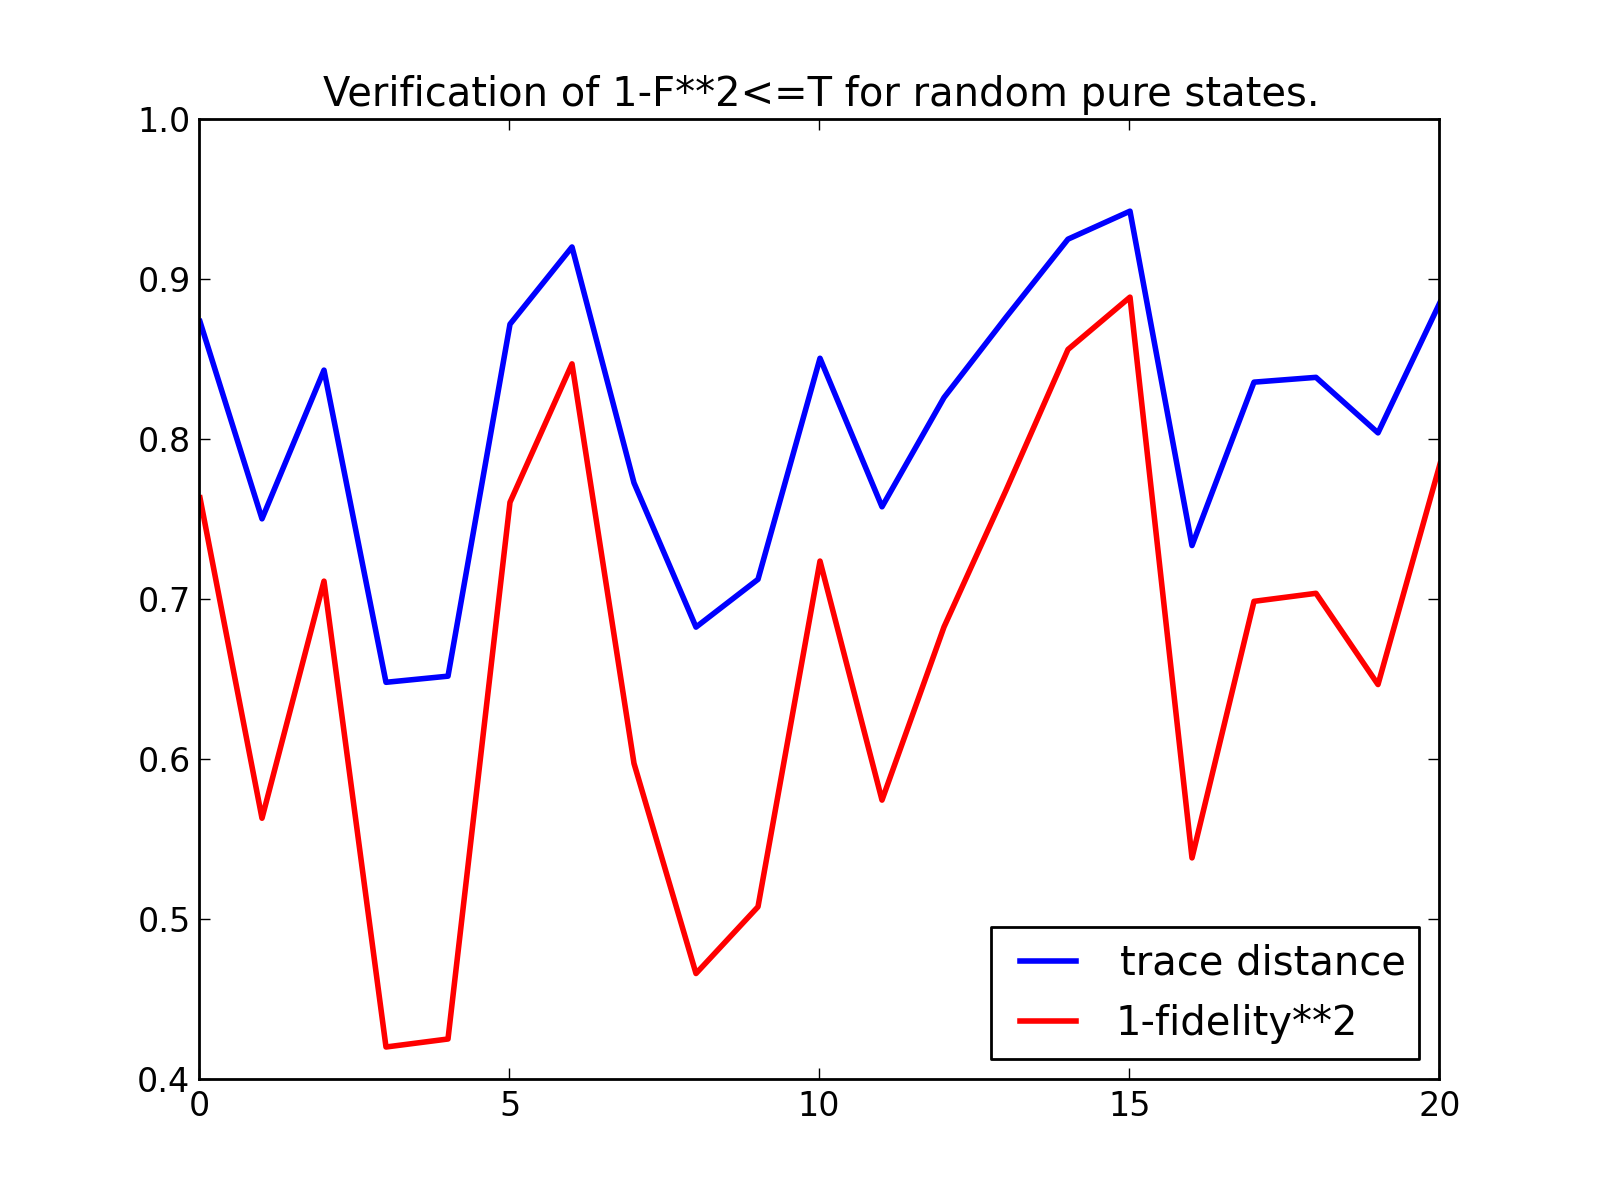 Verification of 1-F**2<=T for random pure states.
1.0
0.9
0.8
0.7
0.6
0.5
0.4
trace distance
1-fidelity**2
0 5 10 15 20